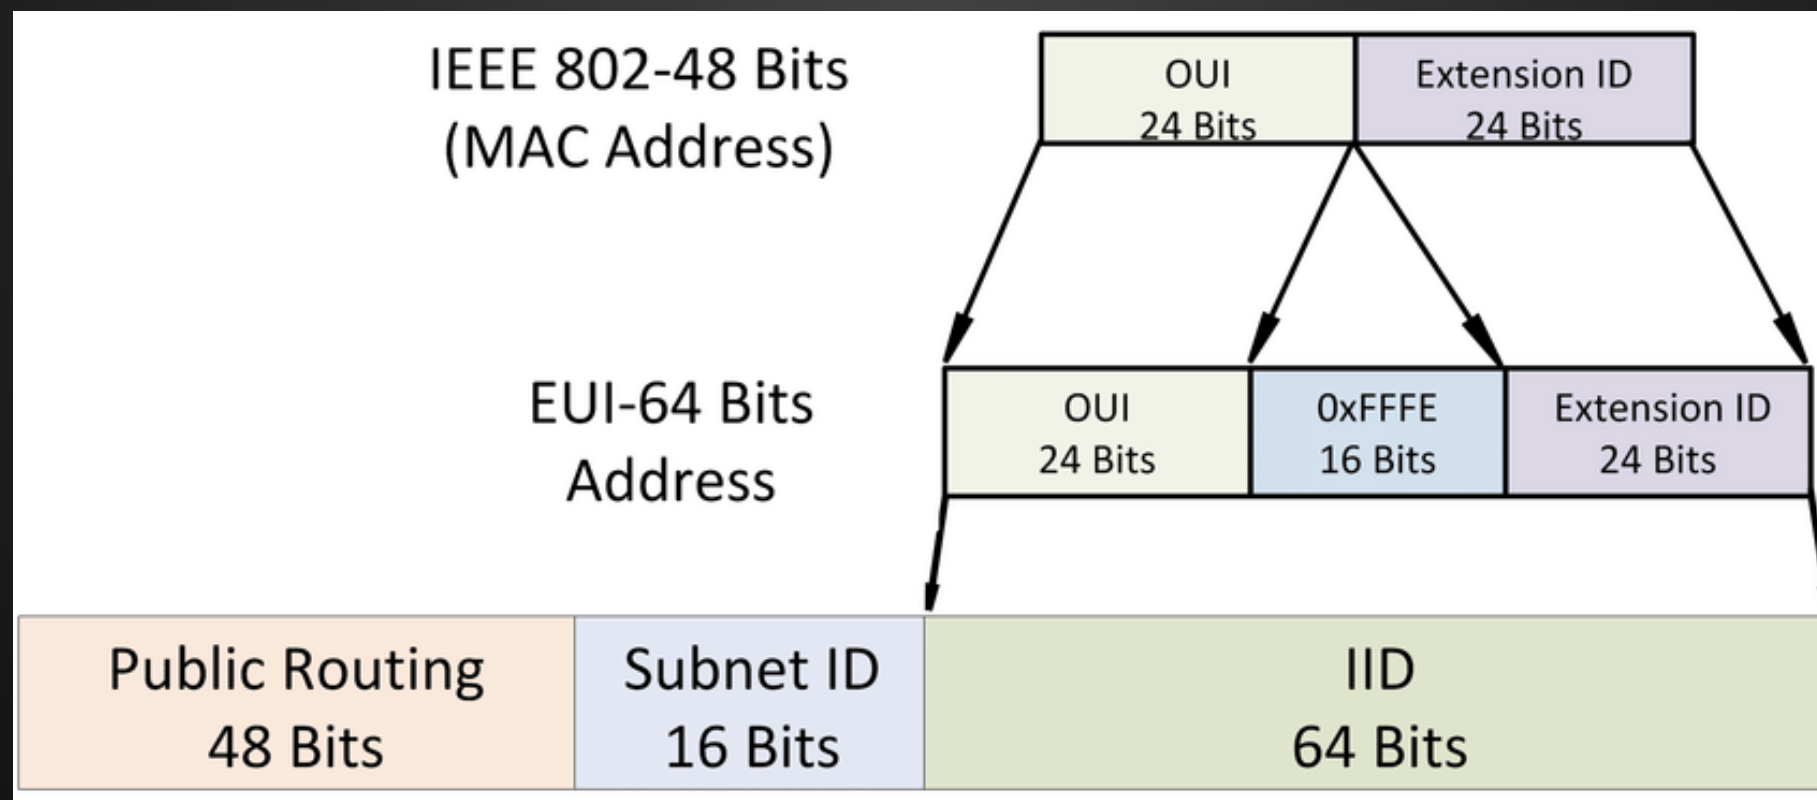 IEEE 802-48 Bits
(MAC Address)
OUI
24 Bits
Extension ID
24 Bits
EUI-64 Bits
Address
OUI
24 Bits
0xFFFE
16 Bits
Extension ID
24 Bits
Public Routing
48 Bits
Subnet ID
16 Bits
IID
64 Bits